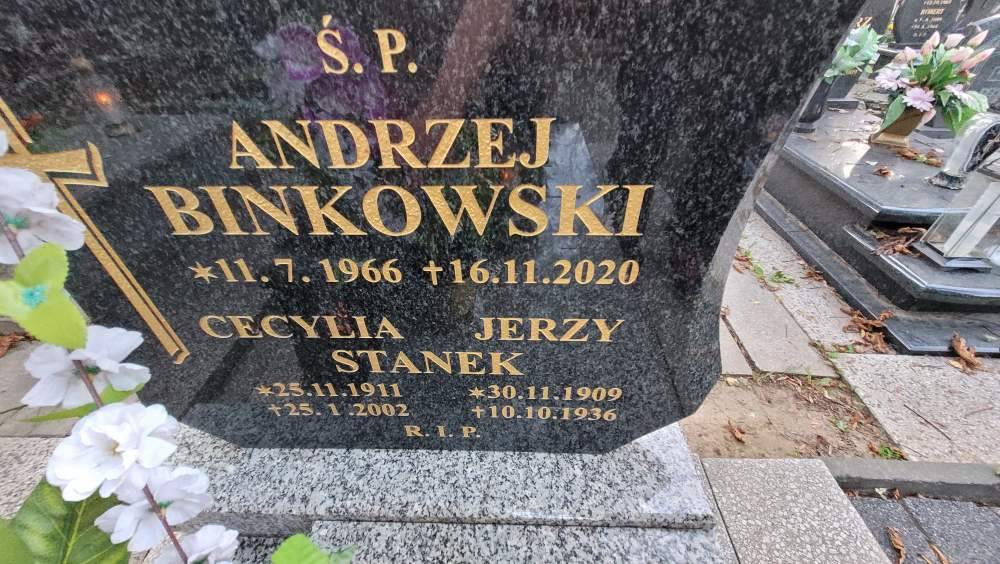 Ś. P.
ANDRZEJ
BINKOWSKI
*11. 7. 1966 †16.11.2020
CECYLIA JERZY
STANEK
*25.11.1911 *30.11.1909
†25. 1 .2002 †10.10.1936
R. I. P.